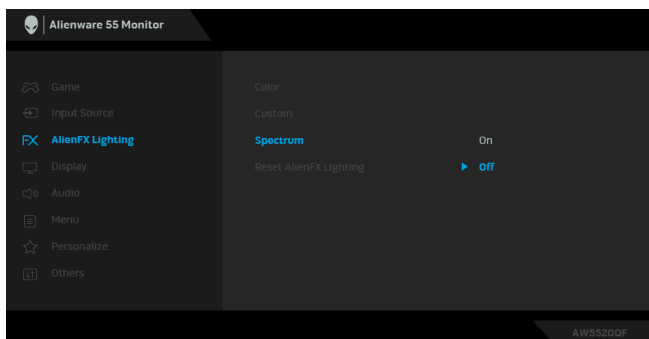 Alienware 55 Monitor
Game
Color
Input Source
Custom
FX AlienFX Lighting
Spectrum
On
Display
Reset AlienFX Lighting
Off
Audio
Menu
Personalize
Others
AW5520QF